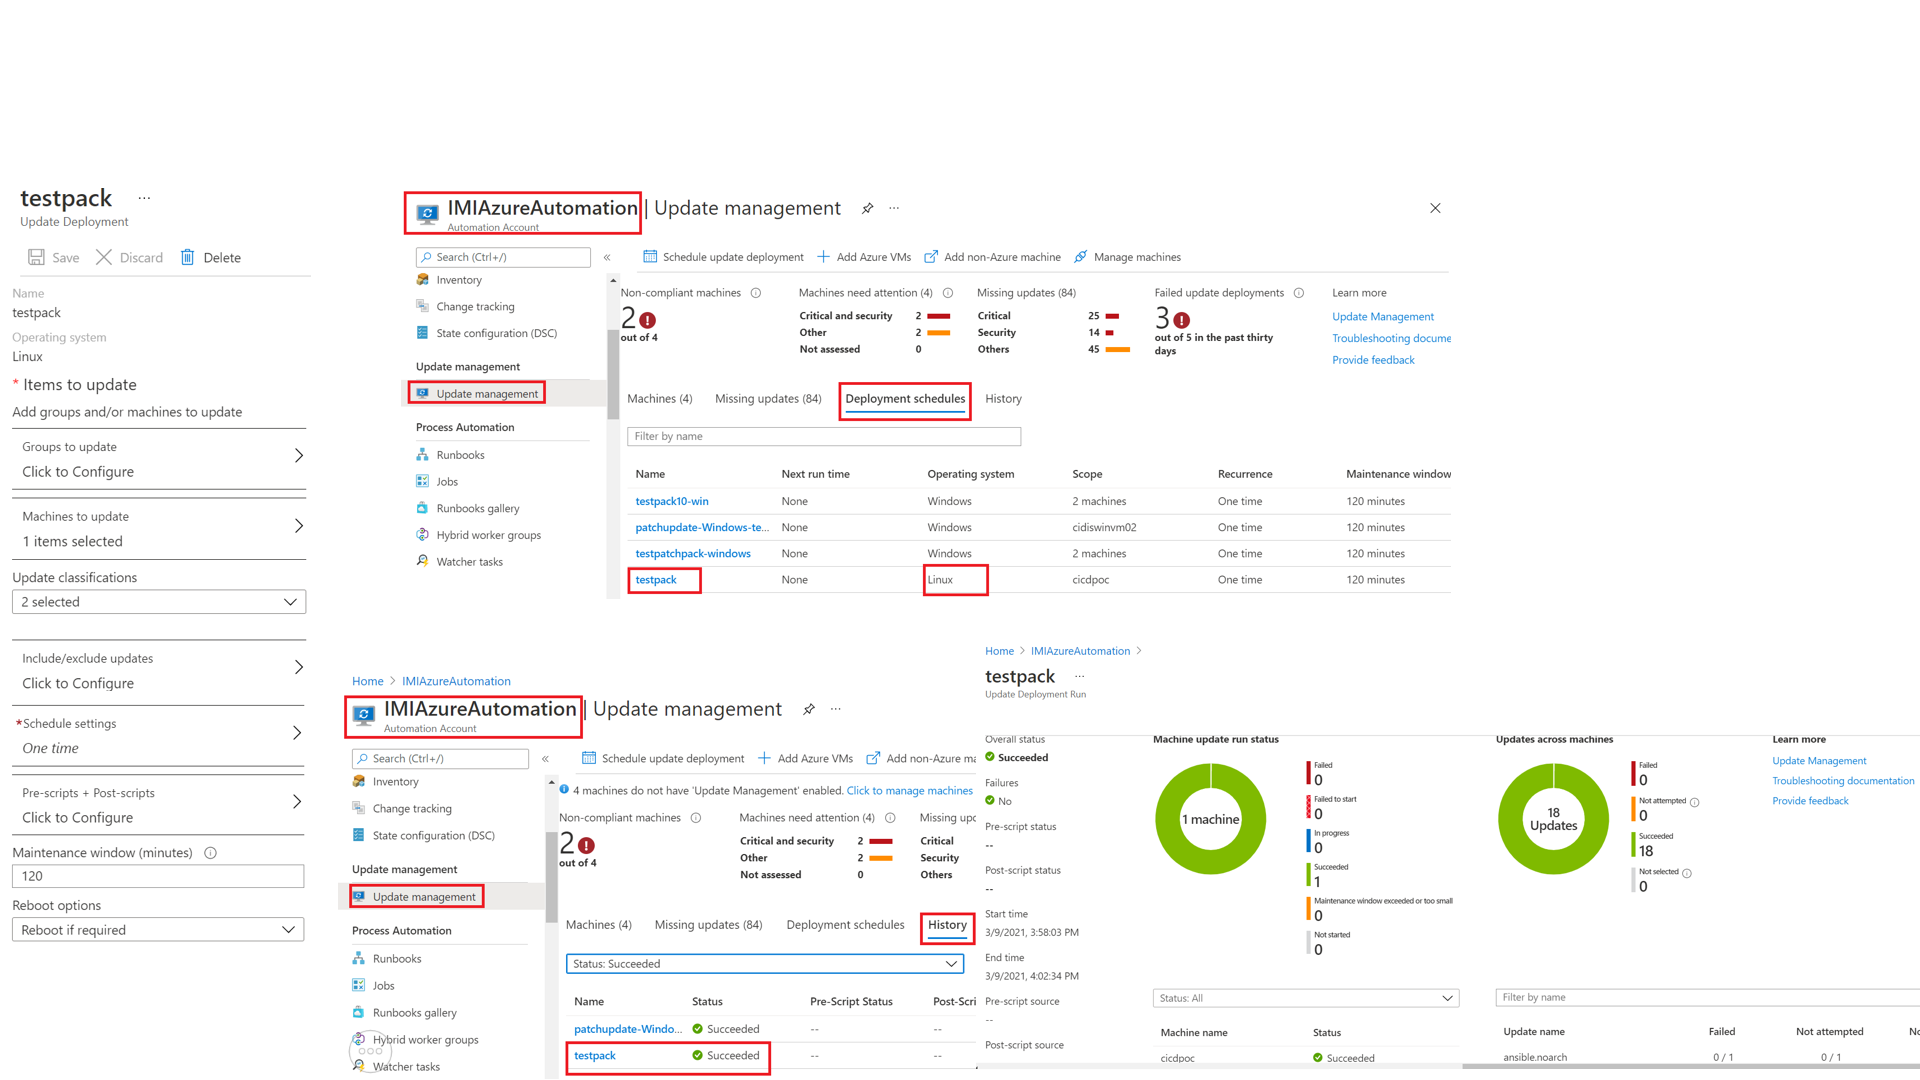 testpack ...
Update Deployment
Save Discard Delete
Name
testpack
Operating system
Linux
* Items to update
Add groups and/or machines to update
Groups to update
Click to Configure
Machines to update
1 items selected
Update classifications
2 selected
Include/exclude updates
Click to Configure
*Schedule settings
One time
Pre-scripts + Post-scripts
Click to Configure
Maintenance window (minutes)
120
Reboot options
Reboot if required
IMIAzureAutomation | Update management ...
Automation Account
Search (Ctrl+/) «
Inventory
Change tracking
State configuration (DSC)
Update management
Update management
Process Automation
Runbooks
Jobs
Runbooks gallery
Hybrid worker groups
Watcher tasks
Schedule update deployment Add Azure VMs Add non-Azure machine Manage machines
Non-compliant machines
2
out of 4
Machines need attention (4)
Critical and security 2
Other 2
Not assessed 0
Missing updates (84)
Critical 25
Security 14
Others 45
Failed update deployments
3
out of 5 in the past thirty
days
Learn more
Update Management
Troubleshooting docume
Provide feedback
Machines (4) Missing updates (84) Deployment schedules History
Filter by name
Name Next run time Operating system Scope Recurrence Maintenance window
testpack10-win None Windows 2 machines One time 120 minutes
patchupdate-Windows-te... None Windows cidiswinvm02 One time 120 minutes
testpatchpack-windows None Windows 2 machines One time 120 minutes
testpack None Linux cicdpoc One time 120 minutes
Home > IMIAzureAutomation
IMIAzureAutomation | Update management ...
Automation Account
Search (Ctrl+/) «
Inventory
Change tracking
State configuration (DSC)
Update management
Update management
Process Automation
Runbooks
Jobs
Runbooks gallery
Hybrid worker groups
Watcher tasks
Schedule update deployment Add Azure VMs Add non-Azure ma
4 machines do not have 'Update Management' enabled. Click to manage machines
Non-compliant machines
2
out of 4
Machines need attention (4)
Critical and security 2
Other 2
Not assessed 0
Missing upd
Critical
Security
Others
Machines (4) Missing updates (84) Deployment schedules History
Status: Succeeded
Name Status Pre-Script Status Post-Scri
patchupdate-Windo... Succeeded -- --
testpack Succeeded -- --
Home > IMIAzureAutomation >
testpack ...
Update Deployment Run
Overall status
Succeeded
Failures
No
Pre-script status
--
Post-script status
--
Start time
3/9/2021, 3:58:03 PM
End time
3/9/2021, 4:02:34 PM
Pre-script source
--
Post-script source
Machine update run status
1 machine
Failed
0
Failed to start
0
In progress
0
Succeeded
1
Maintenance window exceeded or too small
0
Not started
0
Status: All
Machine name Status
cicdpoc Succeeded
Updates across machines
18
Updates
Failed
0
Not attempted
0
Succeeded
18
Not selected
0
Filter by name
Update name Failed Not attempted No
ansible.noarch 0 / 1 0 / 1
Learn more
Update Management
Troubleshooting documentation
Provide feedback